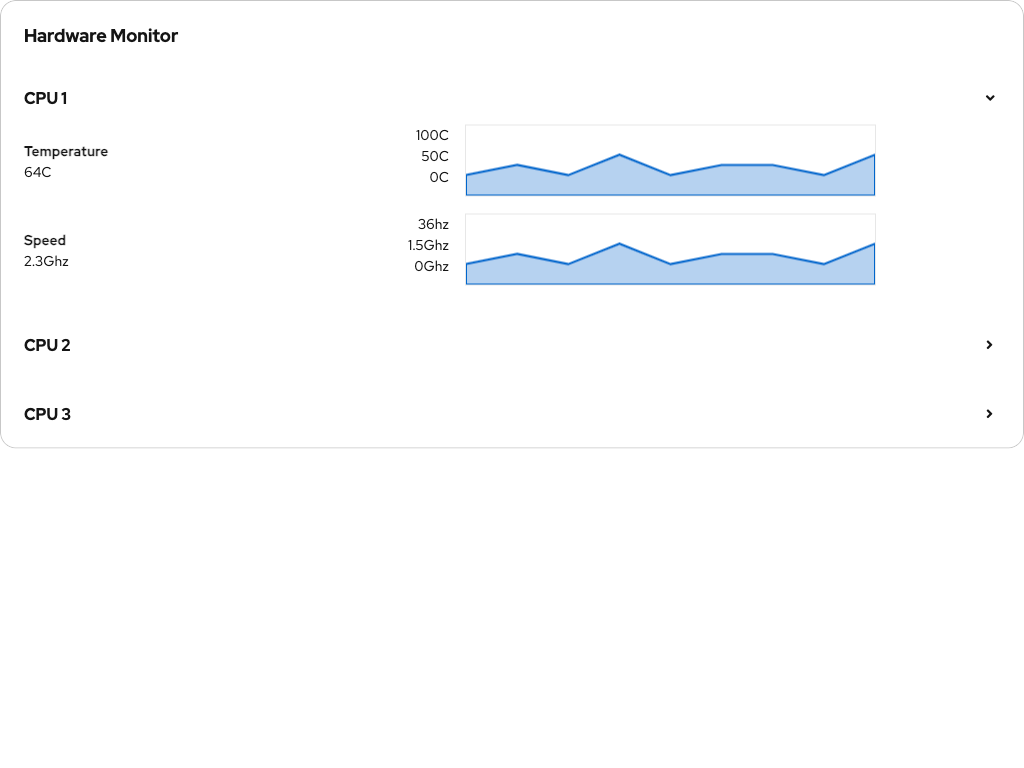 Hardware Monitor
CPU 1
Temperature
64C
100C
50C
0C
Speed
2.3Ghz
36hz
1.5Ghz
0Ghz
CPU 2
CPU 3